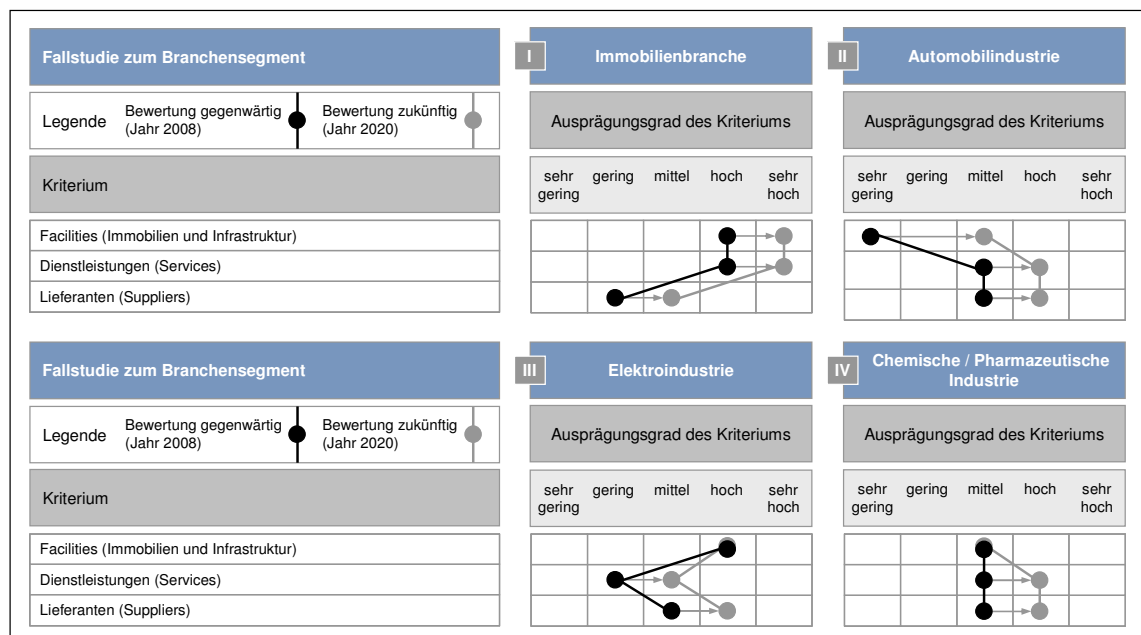 Fallstudie zum Branchensegment
I
Immobilienbranche
II
Automobilindustrie
Legende
Bewertung gegenwärtig
(Jahr 2008)
Bewertung zukünftig
(Jahr 2020)
Ausprägungsgrad des Kriteriums
Ausprägungsgrad des Kriteriums
Kriterium
sehr gering gering mittel hoch sehr hoch
sehr gering gering mittel hoch sehr hoch
Facilities (Immobilien und Infrastruktur)
Dienstleistungen (Services)
Lieferanten (Suppliers)
Fallstudie zum Branchensegment
III
Elektroindustrie
IV
Chemische / Pharmazeutische
Industrie
Legende
Bewertung gegenwärtig
(Jahr 2008)
Bewertung zukünftig
(Jahr 2020)
Ausprägungsgrad des Kriteriums
Ausprägungsgrad des Kriteriums
Kriterium
sehr gering gering mittel hoch sehr hoch
sehr gering gering mittel hoch sehr hoch
Facilities (Immobilien und Infrastruktur)
Dienstleistungen (Services)
Lieferanten (Suppliers)